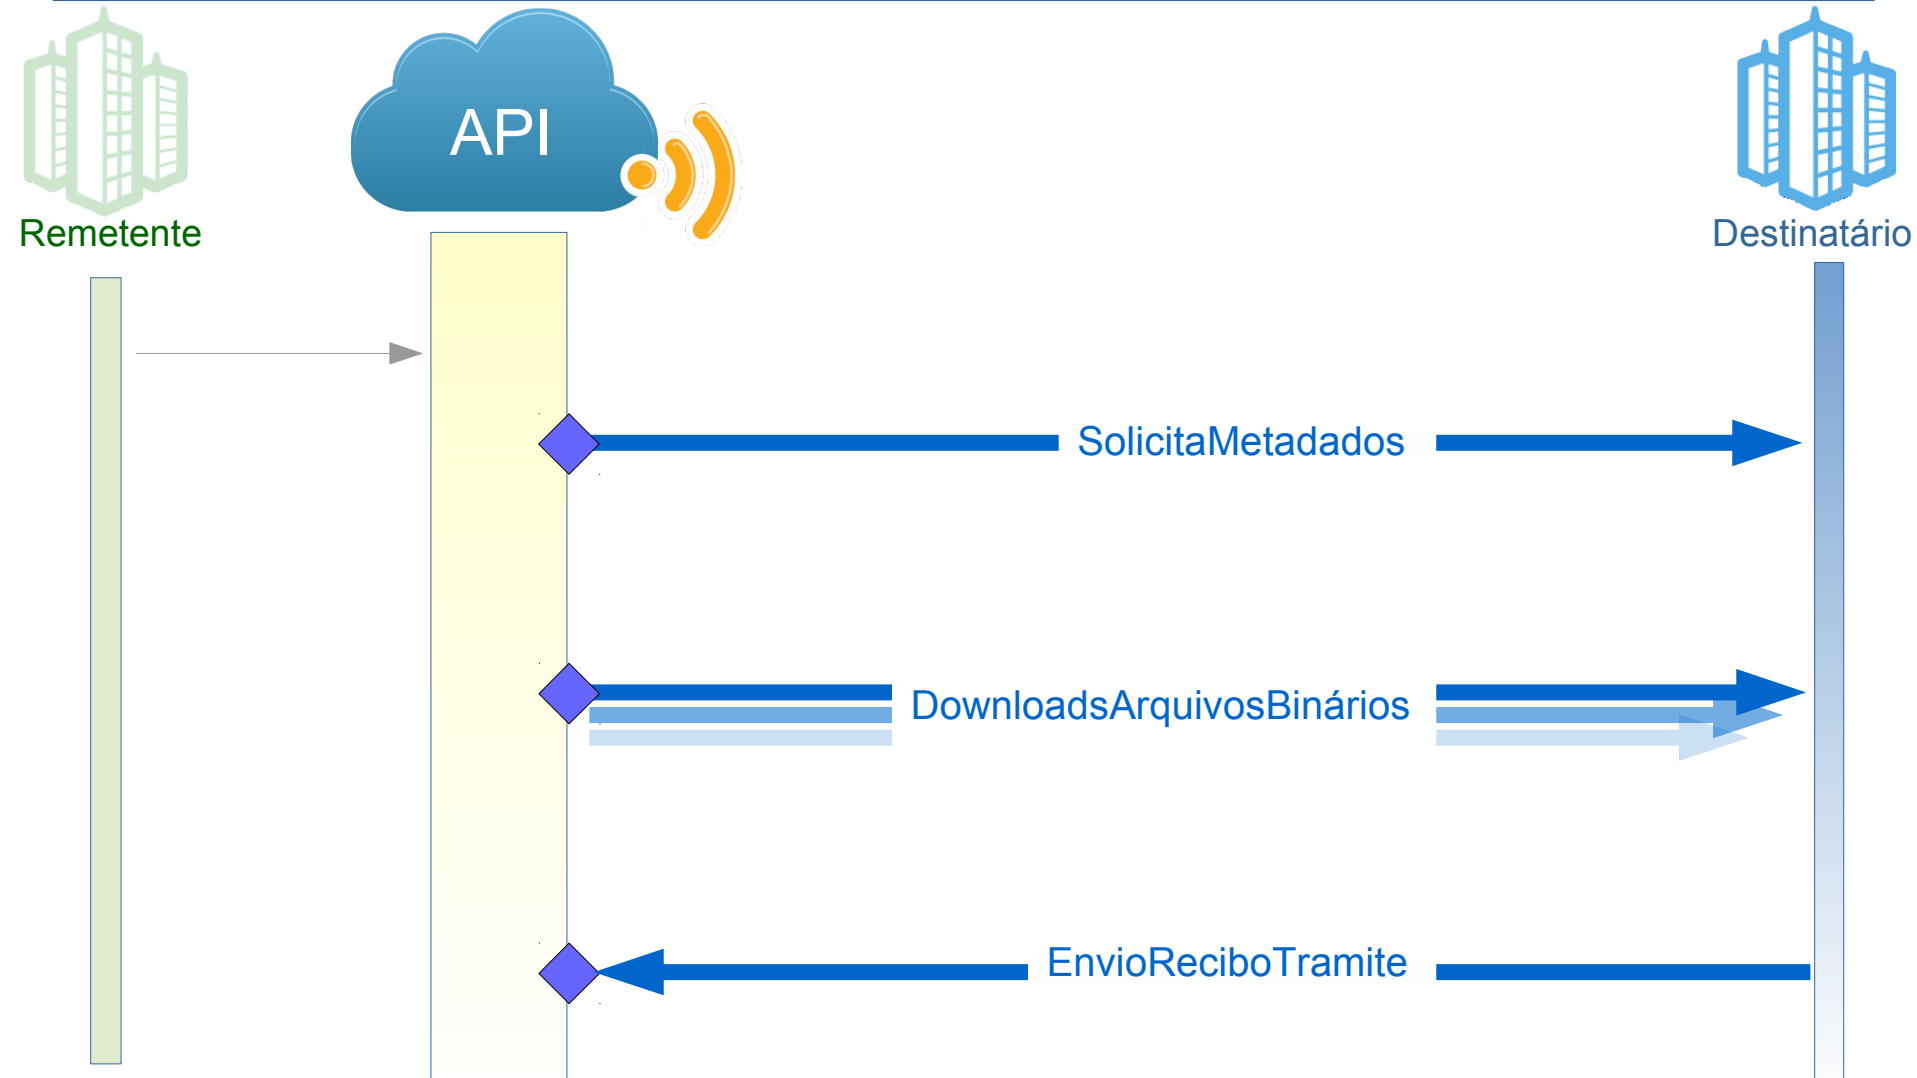 API
Remetente
Destinatário
SolicitaMetadados
DownloadsArquivosBinários
EnvioReciboTramite